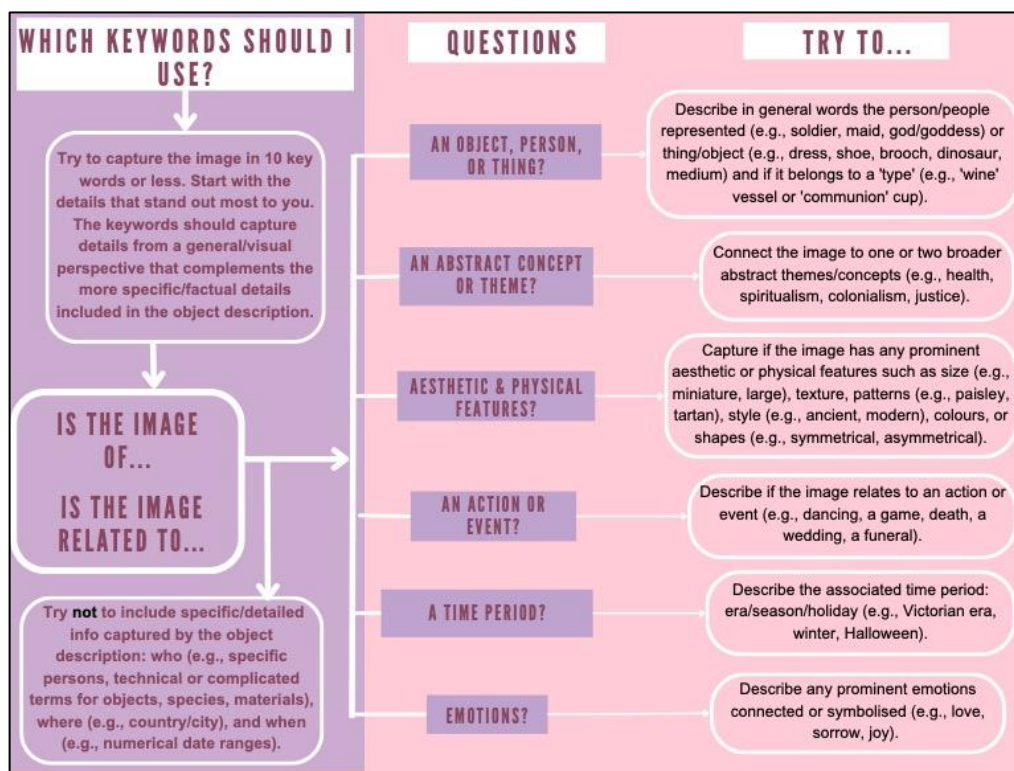 WHICH KEYWORDS SHOULD I
USE?
Try to capture the image in 10 key
words or less. Start with the
details that stand out most to you.
The keywords should capture
details from a general/visual
perspective that complements the
more specific/factual details
included in the object description.
IS THE IMAGE
OF...
IS THE IMAGE
RELATED TO...
Try not to include specific/detailed
info captured by the object
description: who (e.g., specific
persons, technical or complicated
terms for objects, species, materials),
where (e.g., country/city), and when
(e.g., numerical date ranges).
QUESTIONS
TRY TO...
AN OBJECT, PERSON,
OR THING?
Describe in general words the person/people
represented (e.g., soldier, maid, god/goddess) or
thing/object (e.g., dress, shoe, brooch, dinosaur,
medium) and if it belongs to a 'type' (e.g., 'wine'
vessel or 'communion' cup).
AN ABSTRACT CONCEPT
OR THEME?
Connect the image to one or two broader
abstract themes/concepts (e.g., health,
spiritualism, colonialism, justice).
AESTHETIC & PHYSICAL
FEATURES?
Capture if the image has any prominent
aesthetic or physical features such as size (e.g.,
miniature, large), texture, patterns (e.g., paisley,
tartan), style (e.g., ancient, modern), colours, or
shapes (e.g., symmetrical, asymmetrical).
AN ACTION OR
EVENT?
Describe if the image relates to an action or
event (e.g., dancing, a game, death, a
wedding, a funeral).
A TIME PERIOD?
Describe the associated time period:
era/season/holiday (e.g., Victorian era,
winter, Halloween).
EMOTIONS?
Describe any prominent emotions
connected or symbolised (e.g., love,
sorrow, joy).